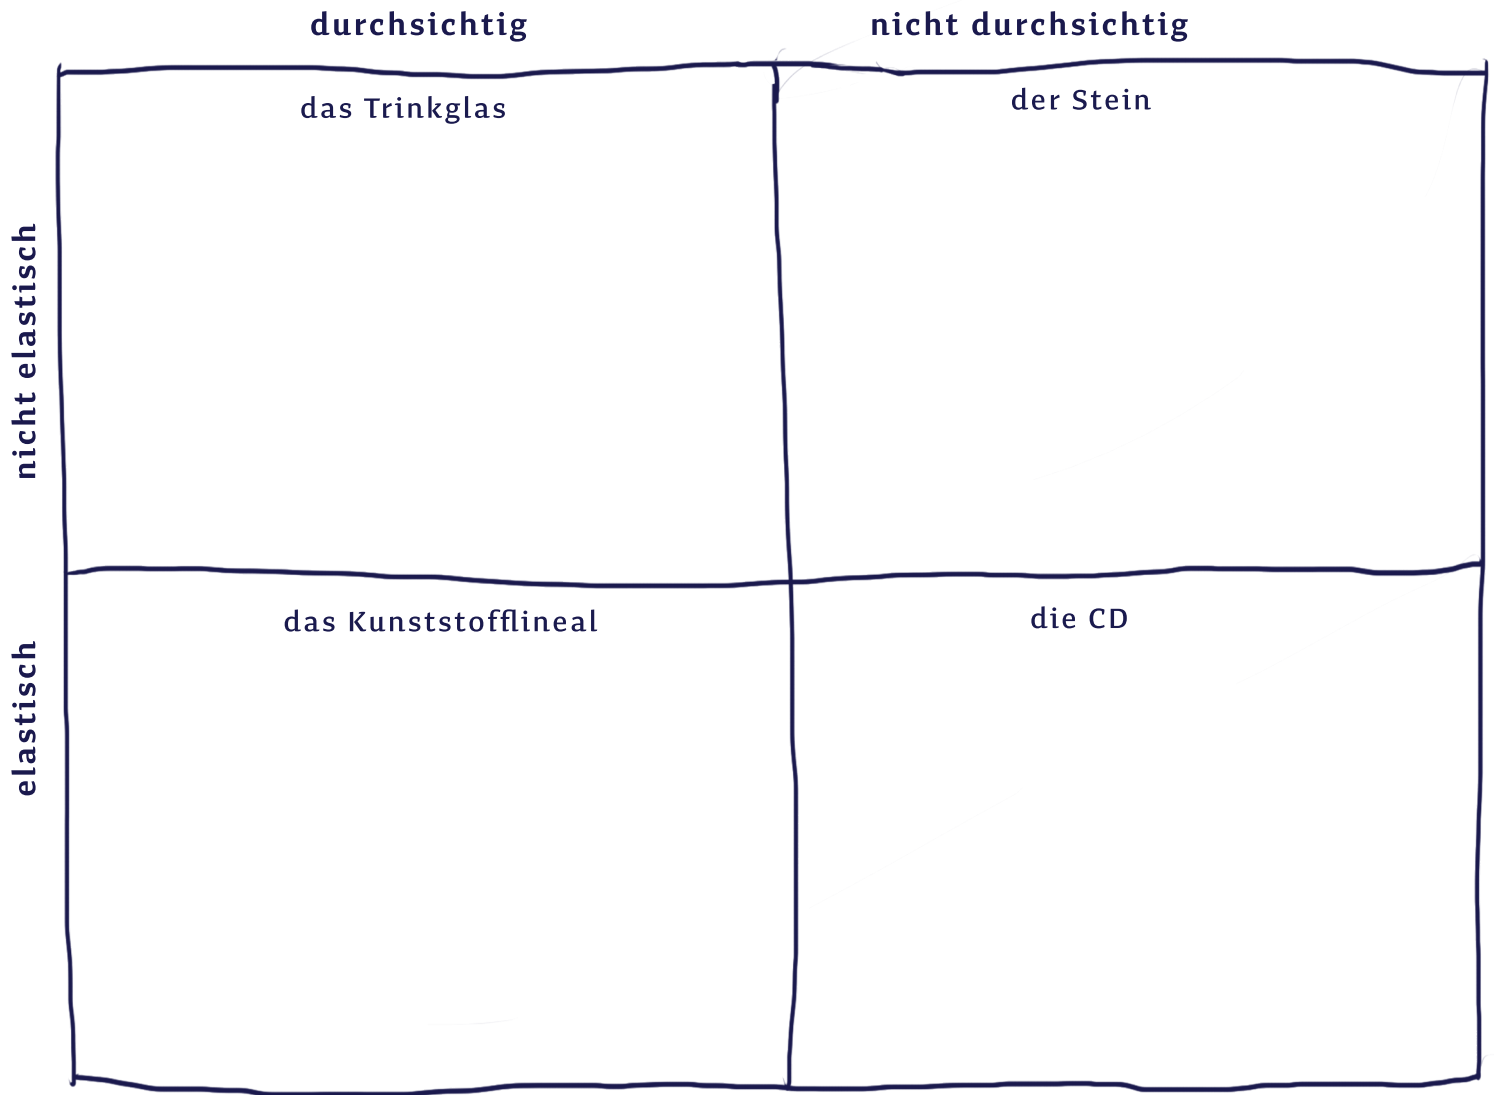 durchsichtig
nicht durchsichtig
nicht elastisch
das Trinkglas
der Stein
elastisch
das Kunststofflineal
die CD